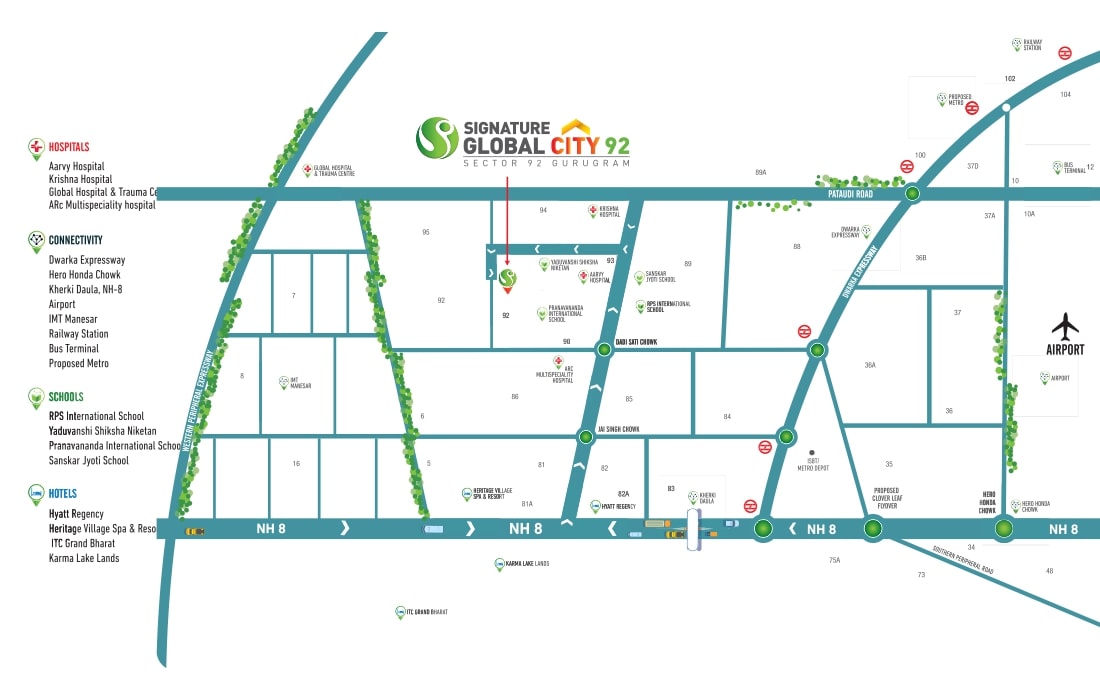 SIGNATURE
GLOBAL CITY 92
SECTOR 92 GURUGRAM
HOSPITALS
Aarvy Hospital
Krishna Hospital
Global Hospital & Trauma Ce
ARc Multispeciality hospital
CONNECTIVITY
Dwarka Expressway
Hero Honda Chowk
Kherki Daula, NH-8
Airport
IMT Manesar
Railway Station
Bus Terminal
Proposed Metro
SCHOOLS
RPS International School
Yaduvanshi Shiksha Niketan
Pranavananda International Schoo
Sanskar Jyoti School
HOTELS
Hyatt Regency
Heritage Village Spa & Reso
ITC Grand Bharat
Karma Lake Lands
RAILWAY
STATION
102
104
PROPOSED
METRO
100
37D
BUS
TERMINAL
12
10
GLOBAL HOSPITAL
& TRAUMA CENTRE
89A
PATAUDI ROAD
94
KRISHNA
HOSPITAL
37A
10A
95
DWARKA
EXPRESSWAY
88
36B
93
YADUVANSHI SHIKSHA
NIKETAN
AARVY
HOSPITAL
89
SANSKAR
JYOTI SCHOOL
DWARKA EXPRESSWAY
7
92
92
PRANAVANANDA
INTERNATIONAL
SCHOOL
RPS INTERNATIONAL
SCHOOL
37
90
DADI SATI CHOWK
AIRPORT
WESTERN PERIPHERAL EXPRESSWAY
8
IMT
MANESAR
ARC
MULTISPECIALITY
HOSPITAL
36A
AIRPORT
86
85
6
84
36
JAI SINGH CHOWK
16
5
81
82
ISBT/
METRO DEPOT
35
81A
HERITAGE VILLAGE
SPA & RESORT
82A
83
KHERKI
DAULA
HYATT REGENCY
PROPOSED
CLOVER LEAF
FLYOVER
HERO
HONDA
CHOWK
HERO HONDA
CHOWK
NH 8
NH 8
NH 8
NH 8
75A
73
SOUTHERN PERIPHERAL ROAD
34
48
KARMA LAKE LANDS
ITC GRAND BHARAT